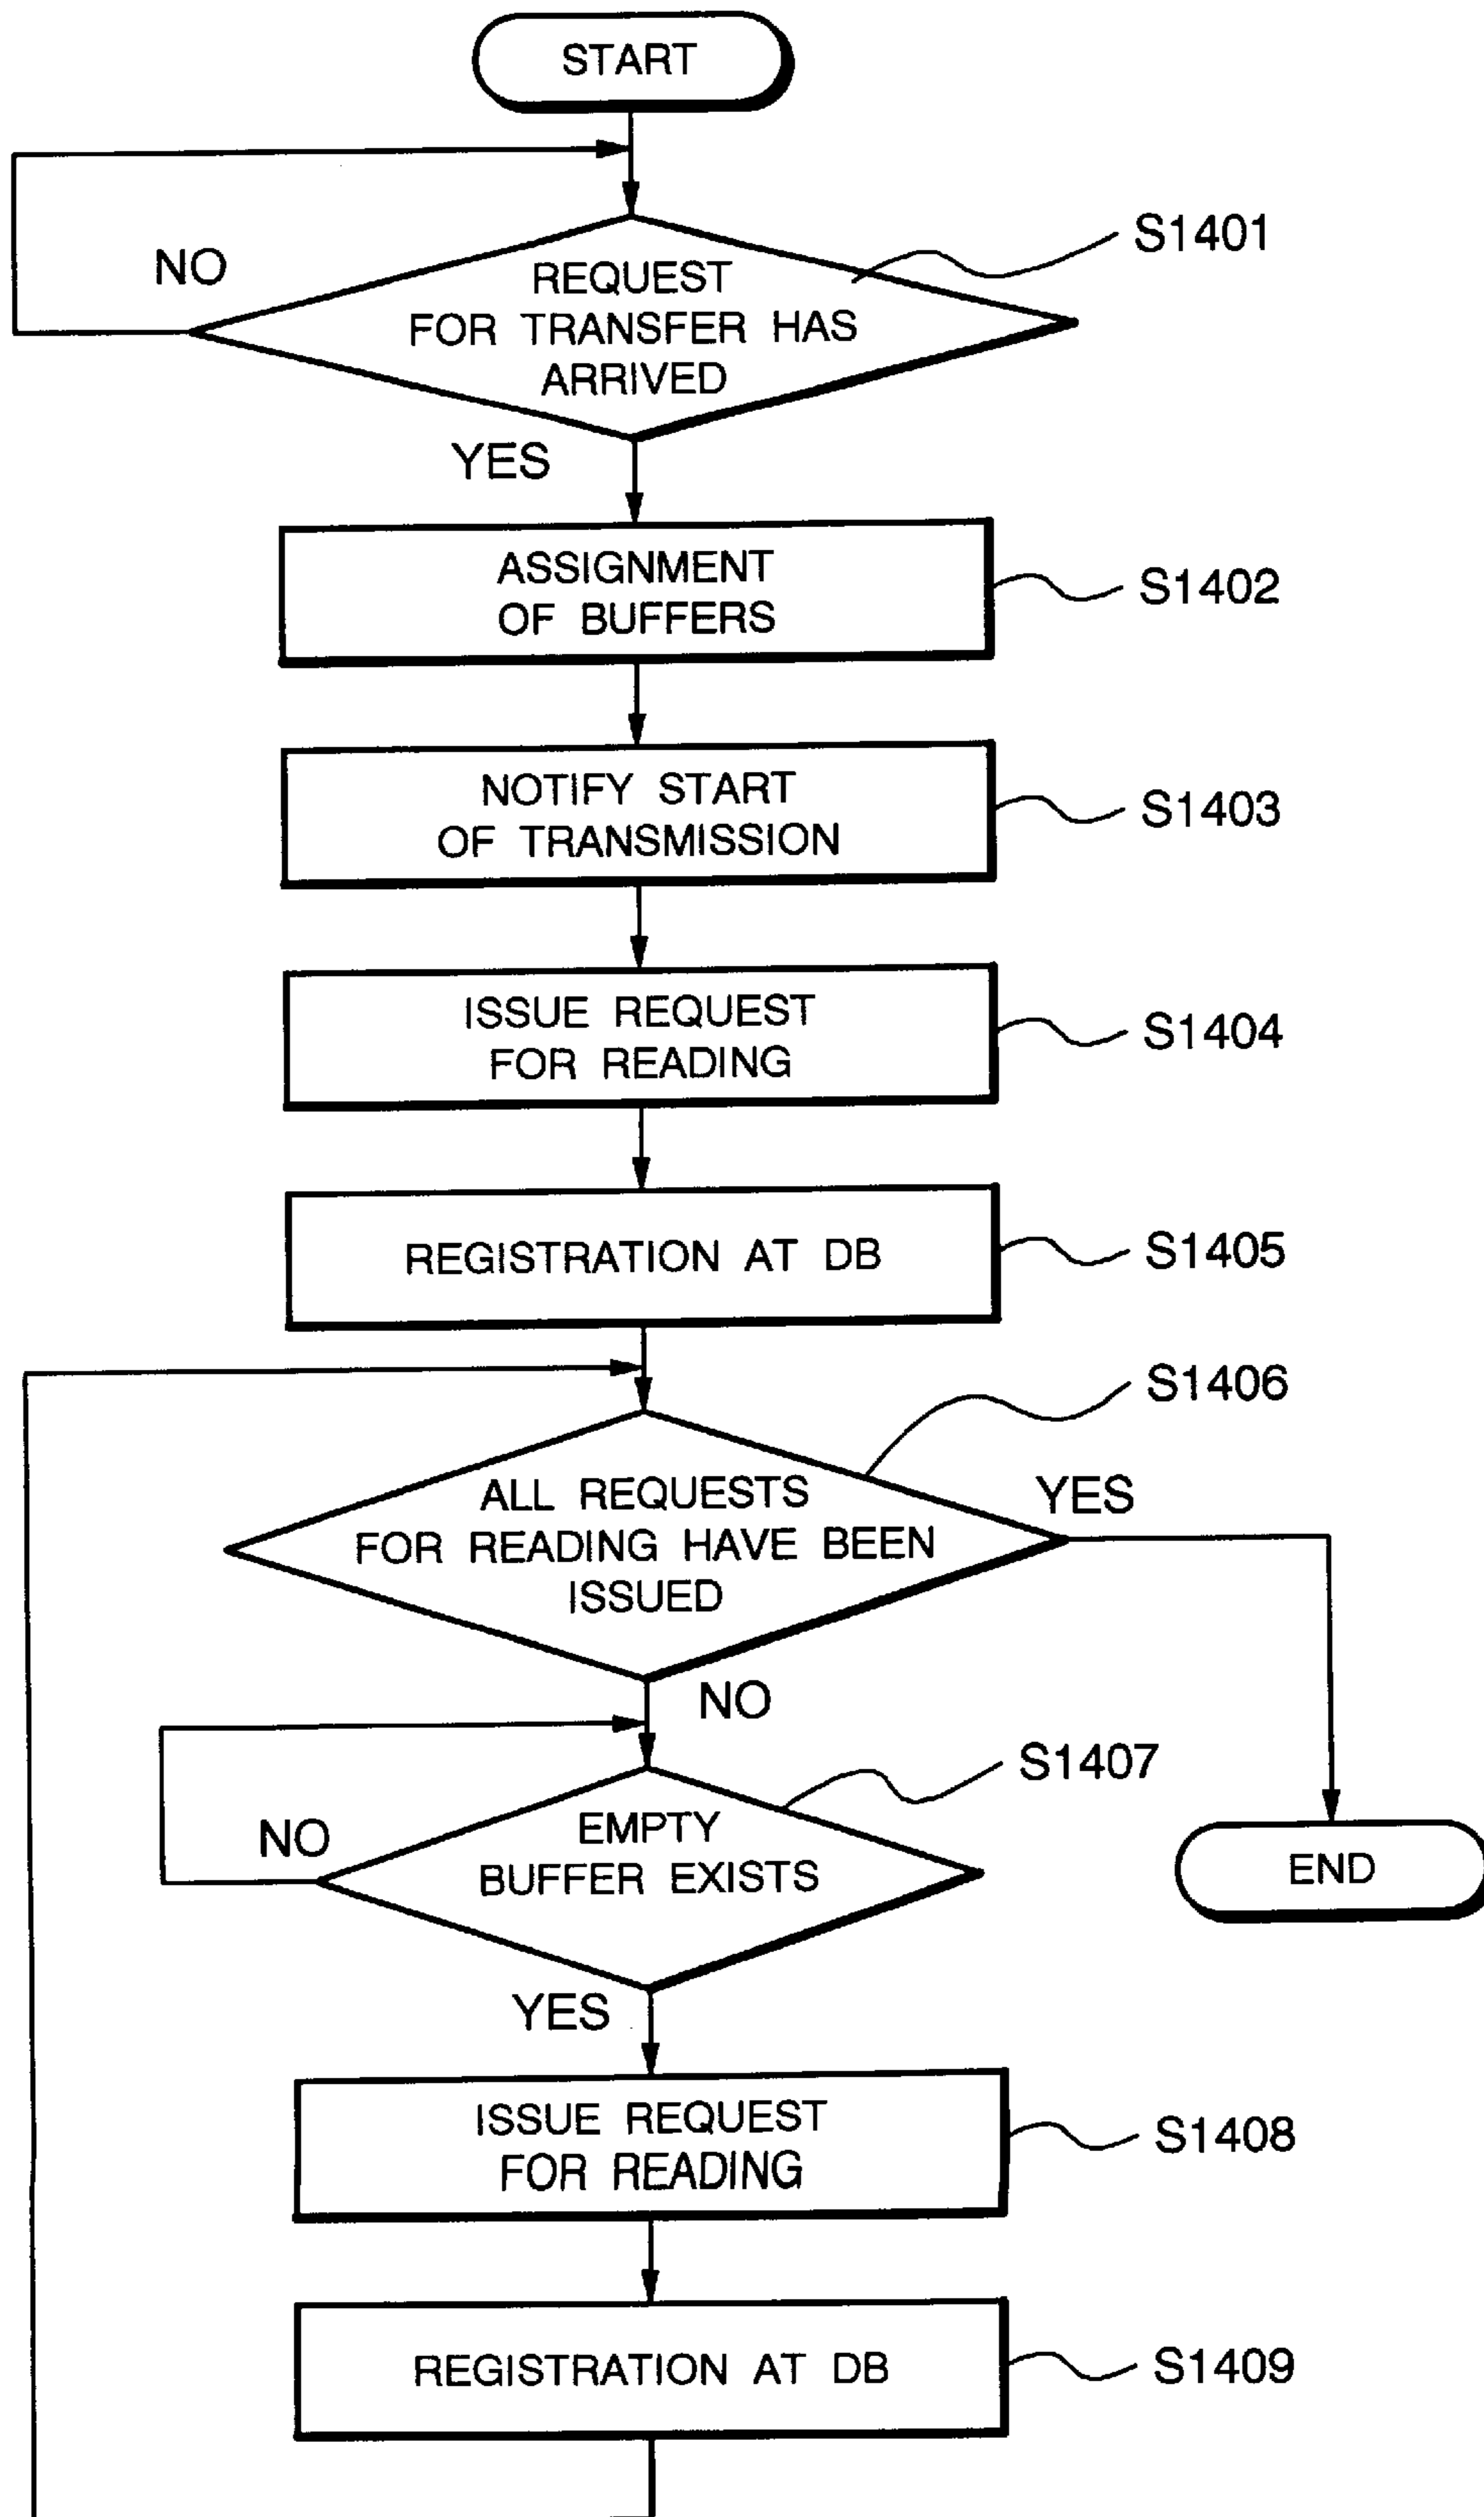 START
NO
S1401
REQUEST
FOR TRANSFER HAS
ARRIVED
YES
ASSIGNMENT
OF BUFFERS
S1402
NOTIFY START
OF TRANSMISSION
S1403
ISSUE REQUEST
FOR READING
S1404
REGISTRATION AT DB
S1405
S1406
ALL REQUESTS
FOR READING HAVE BEEN
ISSUED
YES
NO
S1407
NO
EMPTY
BUFFER EXISTS
END
YES
ISSUE REQUEST
FOR READING
S1408
REGISTRATION AT DB
S1409